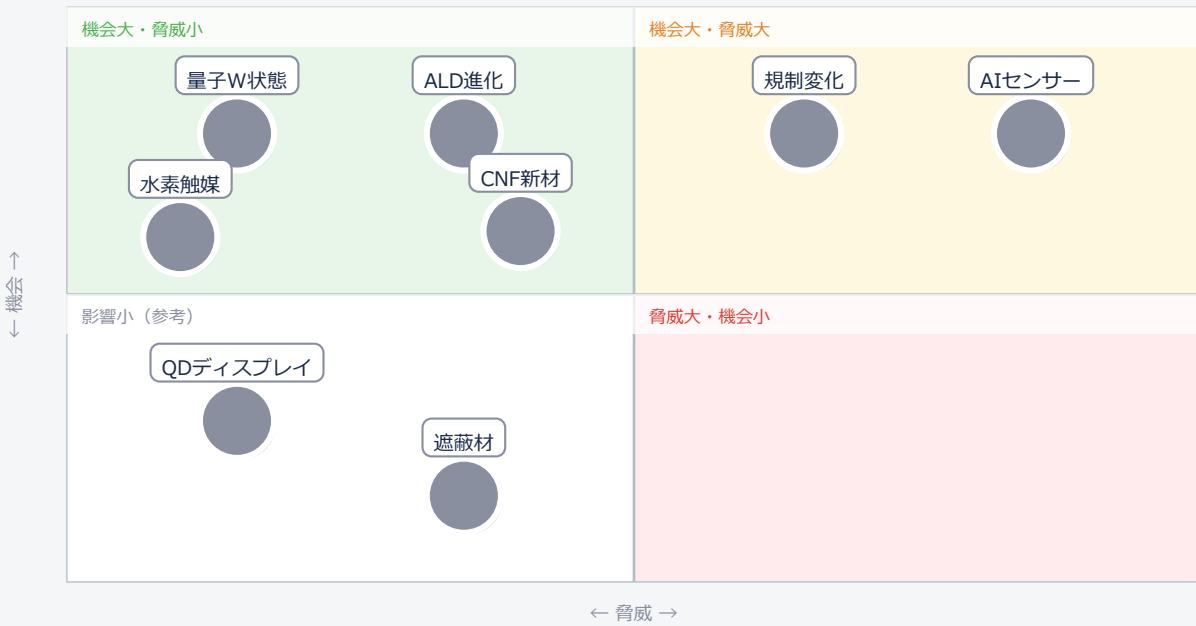 機会大・脅威小
機会大・脅威大
量子W状態
ALD進化
規制変化
AIセンサー
水素触媒
CNF新材
← 機会 →
影響小（参考）
脅威大・機会小
QDディスプレイ
遮蔽材
← 脅威 →